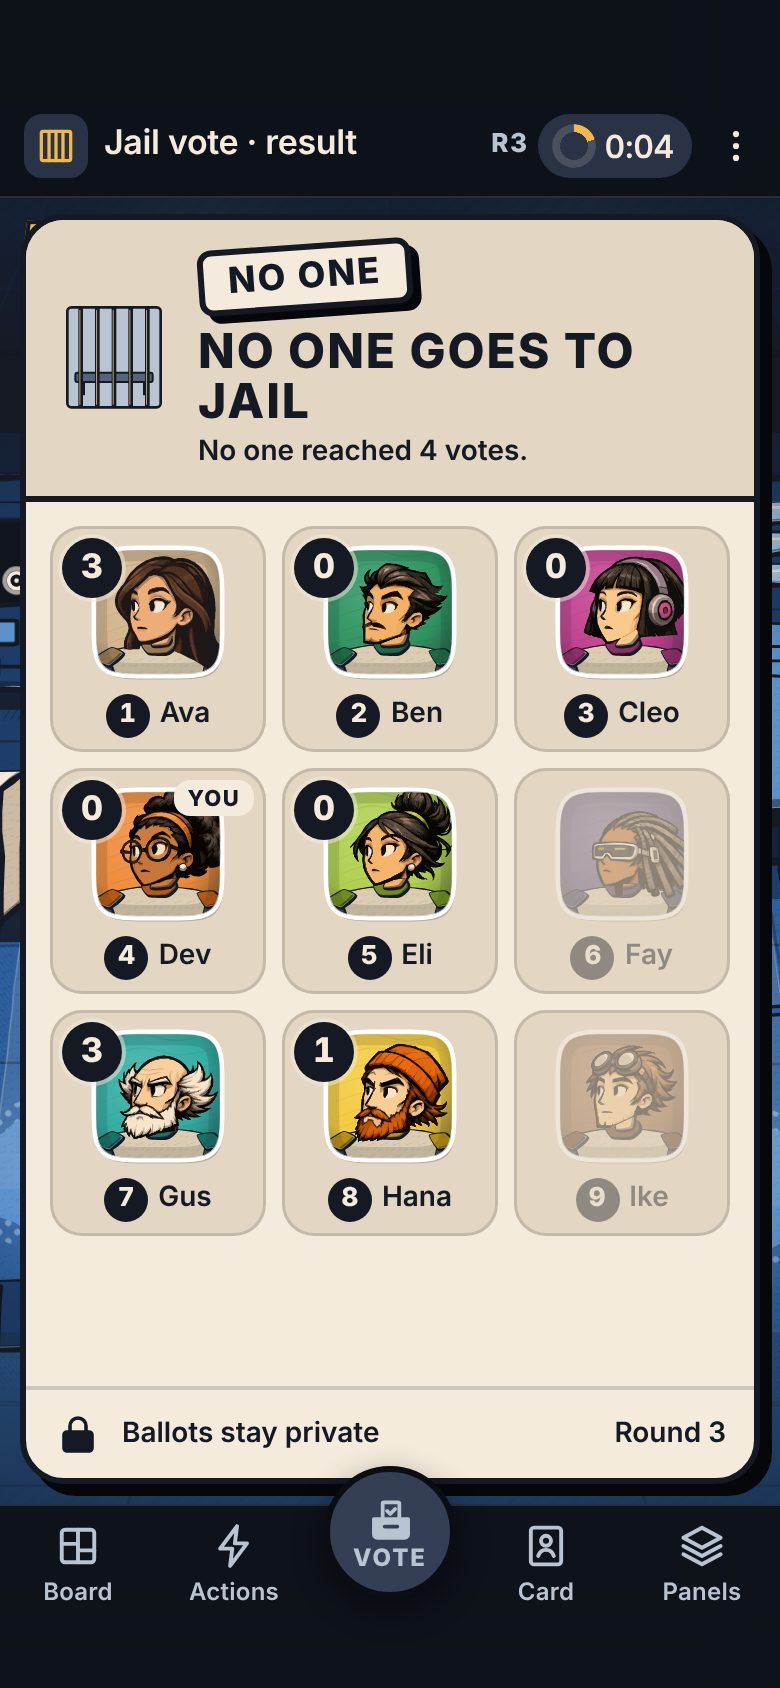 Jail vote · result
R3
0:04
NO ONE
NO ONE GOES TO
JAIL
No one reached 4 votes.
3
1 Ava
0
2 Ben
0
3 Cleo
0
YOU
4 Dev
0
5 Eli
6 Fay
3
7 Gus
1
8 Hana
9 Ike
Ballots stay private
Round 3
Board
Actions
VOTE
Card
Panels